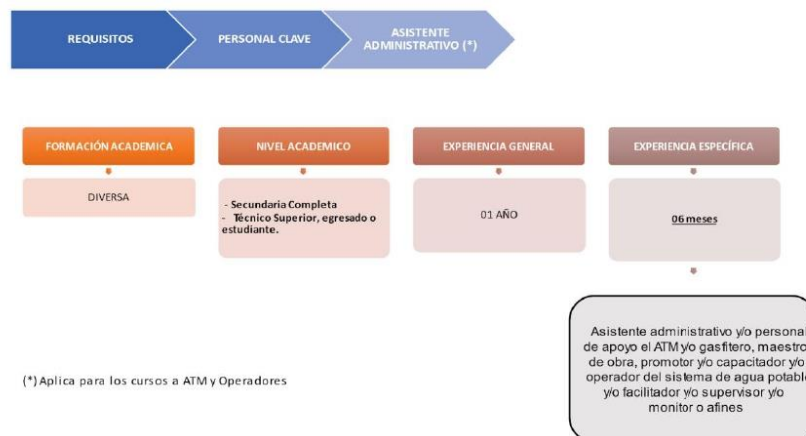 REQUISITOS
PERSONAL CLAVE
ASISTENTE
ADMINISTRATIVO (*)
FORMACIÓN ACADEMICA
DIVERSA
NIVEL ACADEMICO
- Secundaria Completa
- Técnico Superior, egresado o
estudiante.
EXPERIENCIA GENERAL
01 AÑO
EXPERIENCIA ESPECÍFICA
06 meses
Asistente administrativo y/o personal
de apoyo el ATM y/o gasfitero, maestro
de obra, promotor y/o capacitador y/o
operador del sistema de agua potable
y/o facilitador y/o supervisor y/o
monitor o afines
(*) Aplica para los cursos a ATM y Operadores